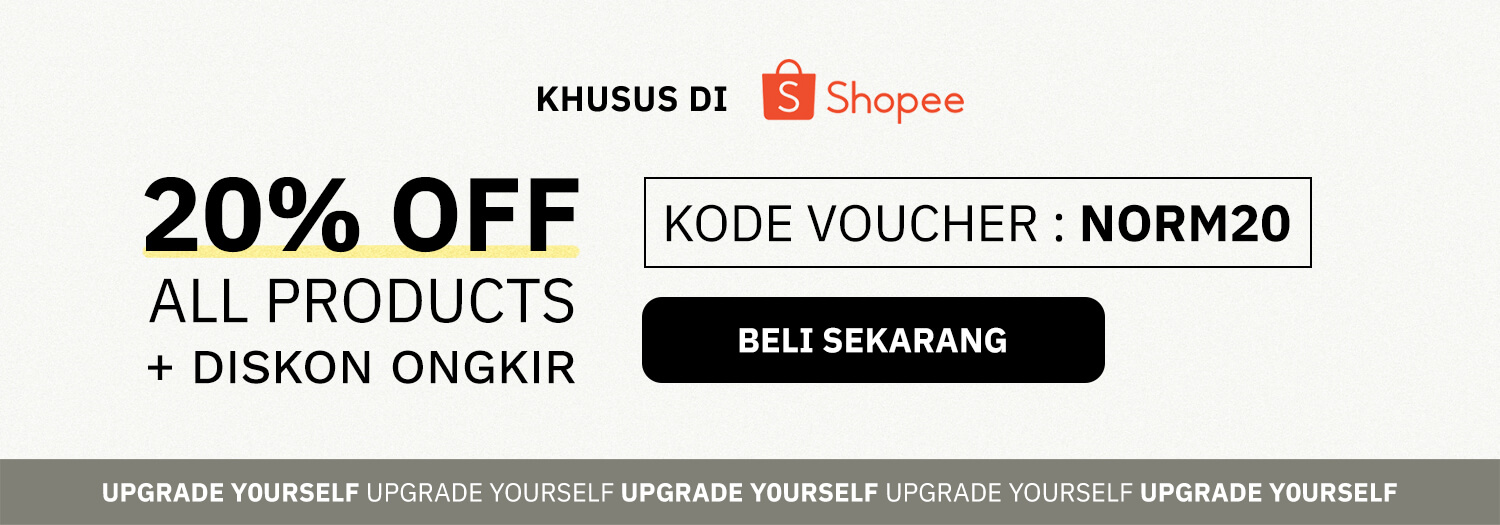 KHUSUS DI S Shopee
20% OFF
ALL PRODUCTS
+ DISKON ONGKIR
KODE VOUCHER : NORM20
BELI SEKARANG
UPGRADE YOURSELF UPGRADE YOURSELF UPGRADE YOURSELF UPGRADE YOURSELF UPGRADE YOURSELF